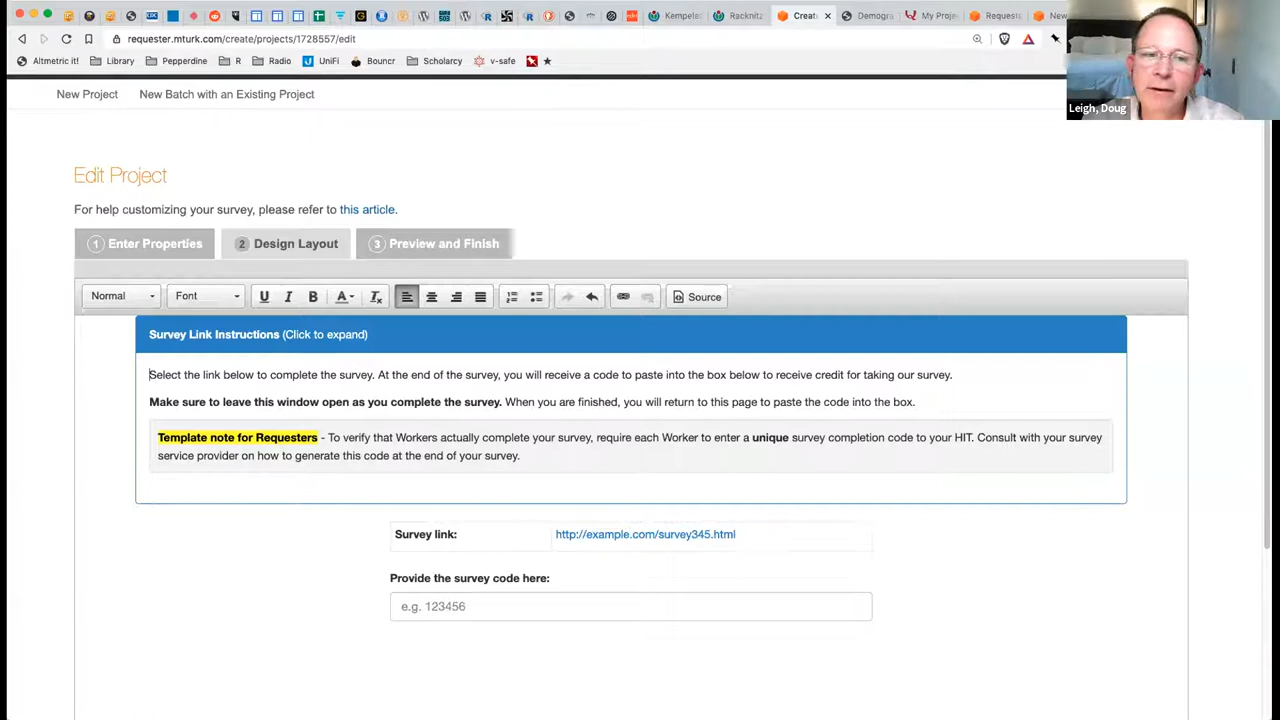 Kempele
Racknitz
Create
Demogra
My Proje
Requeste
New
requester.mturk.com/create/projects/1728557/edit
Altmetric it! Library Pepperdine R Radio UniFi Bouncr Scholarcy v-safe
Leigh, Doug
New Project New Batch with an Existing Project
Edit Project
For help customizing your survey, please refer to this article.
1 Enter Properties 2 Design Layout 3 Preview and Finish
Normal Font U I B A Tx Source
Survey Link Instructions (Click to expand)
Select the link below to complete the survey. At the end of the survey, you will receive a code to paste into the box below to receive credit for taking our survey.
Make sure to leave this window open as you complete the survey. When you are finished, you will return to this page to paste the code into the box.
Template note for Requesters - To verify that Workers actually complete your survey, require each Worker to enter a unique survey completion code to your HIT. Consult with your survey
service provider on how to generate this code at the end of your survey.
Survey link: http://example.com/survey345.html
Provide the survey code here:
e.g. 123456